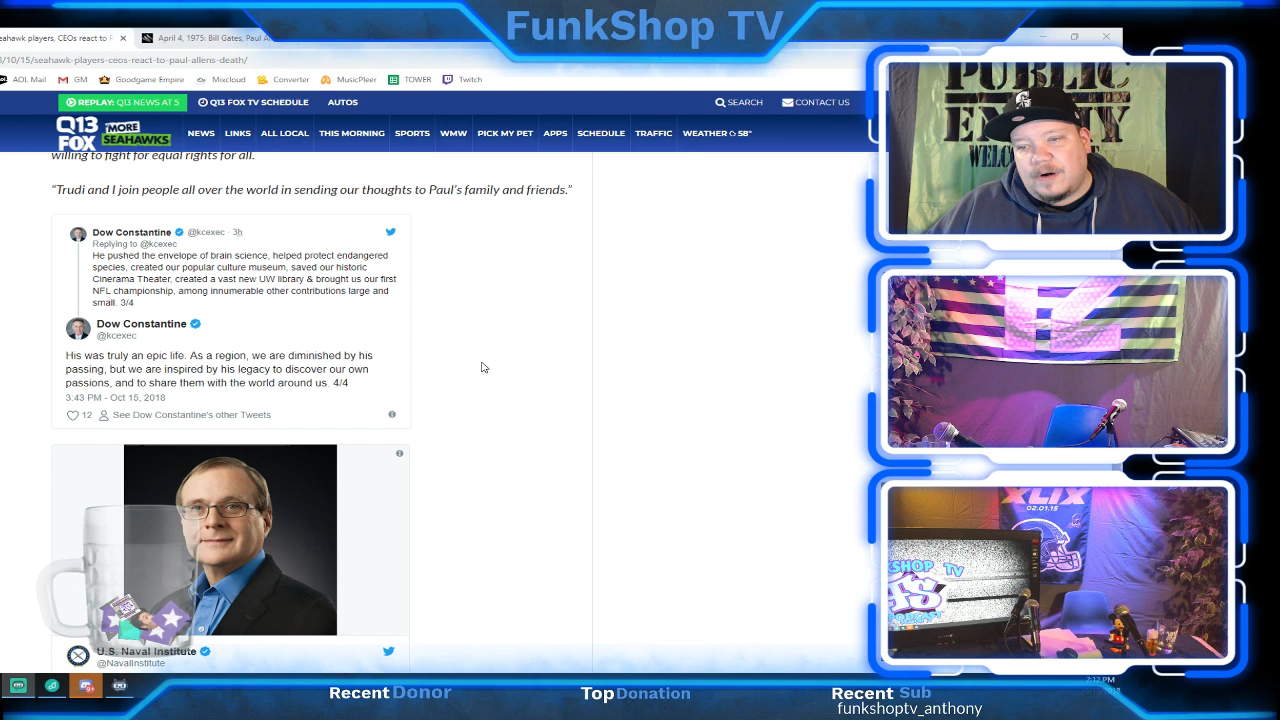 FunkShop TV
eahawk players, CEOs react to
April 4, 1975: Bill Gates, Paul A
/10/15/seahawk-players-ceos-react-to-paul-allens-death/
AOL Mail GM Goodgame Empire Mixcloud Converter MusicPleer TOWER Twitch
REPLAY: Q13 NEWS AT 5 Q13 FOX TV SCHEDULE AUTOS SEARCH CONTACT US
Q13 FOX MORE SEAHAWKS NEWS LINKS ALL LOCAL THIS MORNING SPORTS WMW PICK MY PET APPS SCHEDULE TRAFFIC WEATHER 58°
willing to fight for equal rights for all.
“Trudi and I join people all over the world in sending our thoughts to Paul's family and friends.”
Dow Constantine @kcexec · 3h
Replying to @kcexec
He pushed the envelope of brain science, helped protect endangered
species, created our popular culture museum, saved our historic
Cinerama Theater, created a vast new UW library & brought us our first
NFL championship, among innumerable other contributions large and
small. 3/4
Dow Constantine
@kcexec
His was truly an epic life. As a region, we are diminished by his
passing, but we are inspired by his legacy to discover our own
passions, and to share them with the world around us. 4/4
3:43 PM - Oct 15, 2018
12 See Dow Constantine's other Tweets
U.S. Naval Institute
@NavalInstitute
PUBLIC
ENEMY
XLIX
02.01.15
KSHOP TV
FS
PODCAST
7:12 PM
Recent Donor
Top Donation
Recent Sub
funkshoptv_anthony